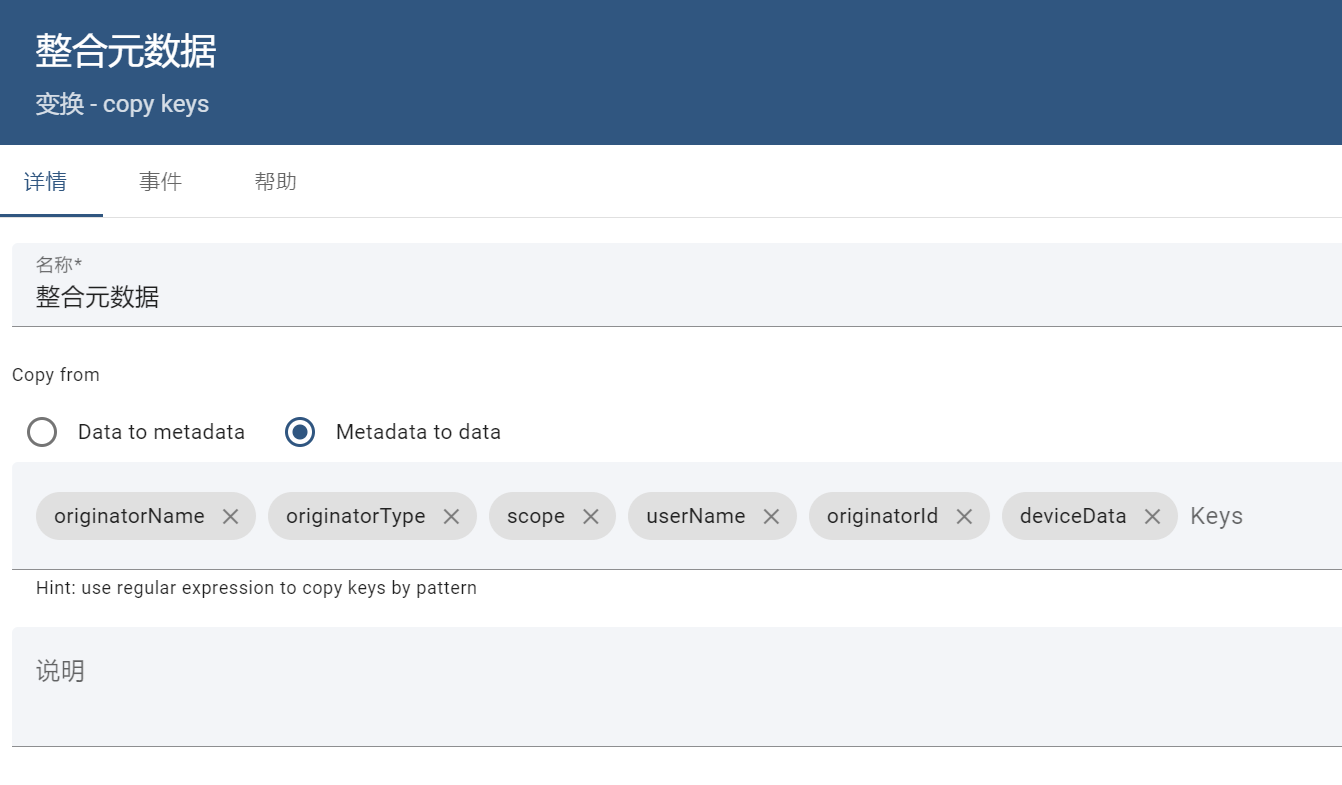 整合元数据
变换 - copy keys
详情 事件 帮助
名称*
整合元数据
Copy from
Data to metadata Metadata to data
originatorName originatorType scope userName originatorId deviceData Keys
Hint: use regular expression to copy keys by pattern
说明